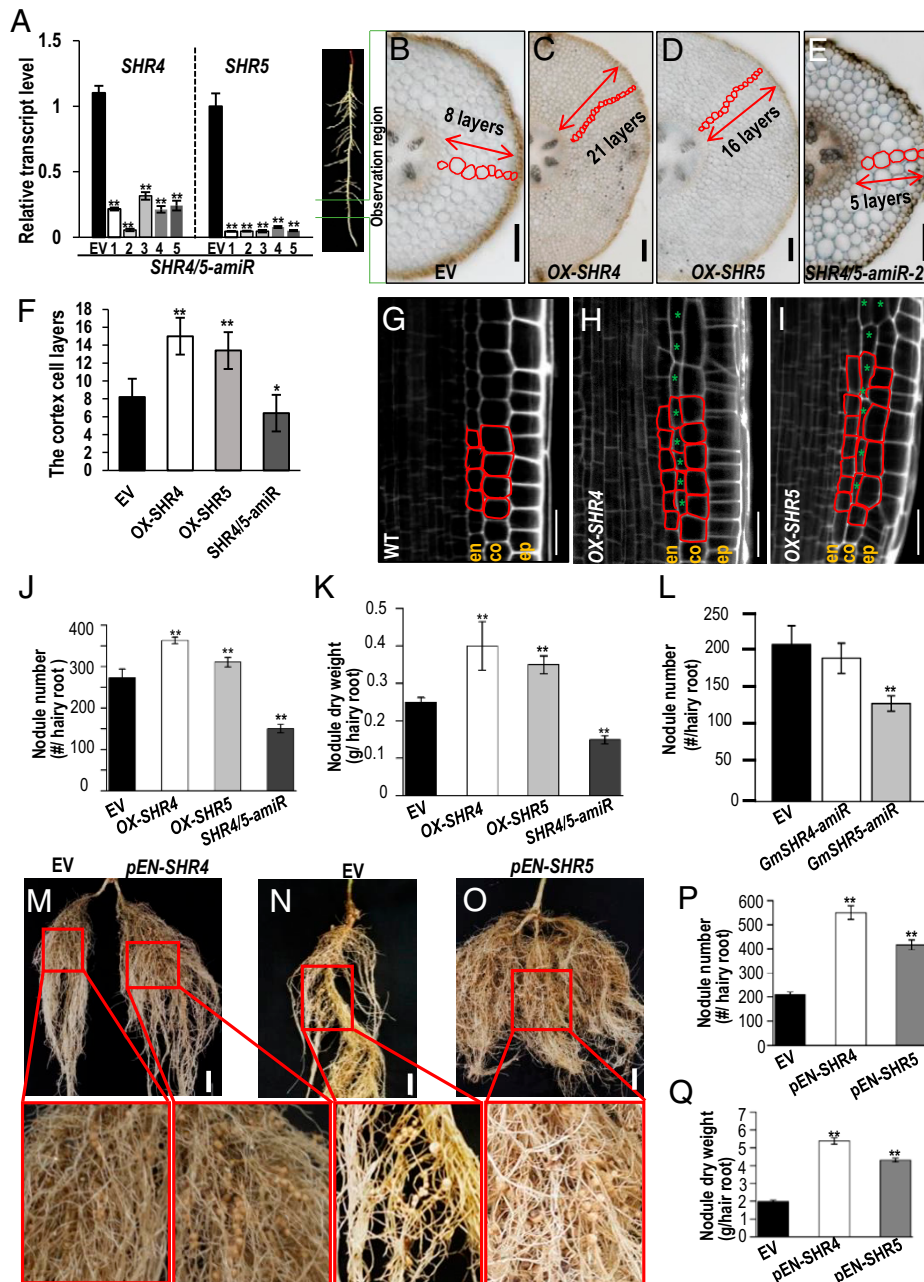 A
Relative transcript level
1.5
1
0.5
0
SHR4
SHR5
** ** ** ** **
** ** ** ** **
EV 1 2 3 4 5 EV 1 2 3 4 5
SHR4/5-amiR
Observation region
B
8 layers
EV
C
21 layers
OX-SHR4
D
16 layers
OX-SHR5
E
5 layers
SHR4/5-amiR-2
F
The cortex cell layers
18
16
14
12
10
8
6
4
2
0
** ** *
EV
OX-SHR4
OX-SHR5
SHR4/5-amiR
G
WT
en
co
ep
H
OX-SHR4
en
co
ep
I
OX-SHR5
en
co
ep
J
Nodule number
(#/ hairy root )
400
300
200
100
0
** ** **
EV
OX-SHR4
OX-SHR5
SHR4/5-amiR
K
Nodule dry weight
(g/ hairy root)
0.5
0.4
0.3
0.2
0.1
0
** ** **
EV
OX-SHR4
OX-SHR5
SHR4/5-amiR
L
Nodule number
(#/hairy root)
200
200
150
100
50
0
**
EV
GmSHR4-amiR
GmSHR5-amiR
EV
pEN-SHR4
M
EV
N
pEN-SHR5
O
P
Nodule number
(#/ hairy root)
600
500
400
300
200
100
0
** **
EV
pEN-SHR4
pEN-SHR5
Q
Nodule dry weight
(g/hair root)
7
6
5
4
3
2
1
0
** **
EV
pEN-SHR4
pEN-SHR5